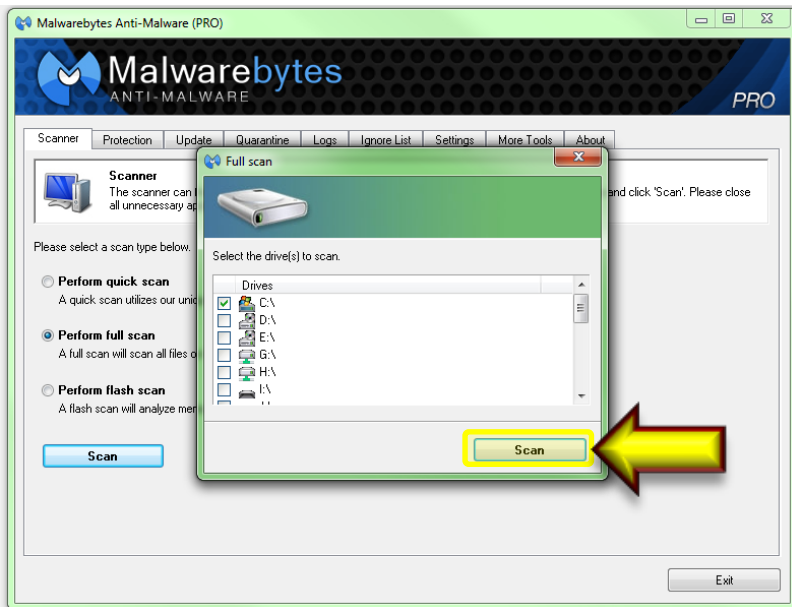 Malwarebytes Anti-Malware (PRO)
Malwarebytes
ANTI-MALWARE
PRO
Scanner Protection Update Quarantine Logs Ignore List Settings More Tools About
Scanner
The scanner can
all unnecessary
and click 'Scan'. Please close
Please select a scan type below.
Perform quick scan
A quick scan utilizes our
Perform full scan
A full scan will scan all files
Perform flash scan
A flash scan will analyze
Scan
Full scan
Select the drive(s) to scan.
Drives
C:\
D:\
E:\
G:\
H:\
I:\
Scan
Exit